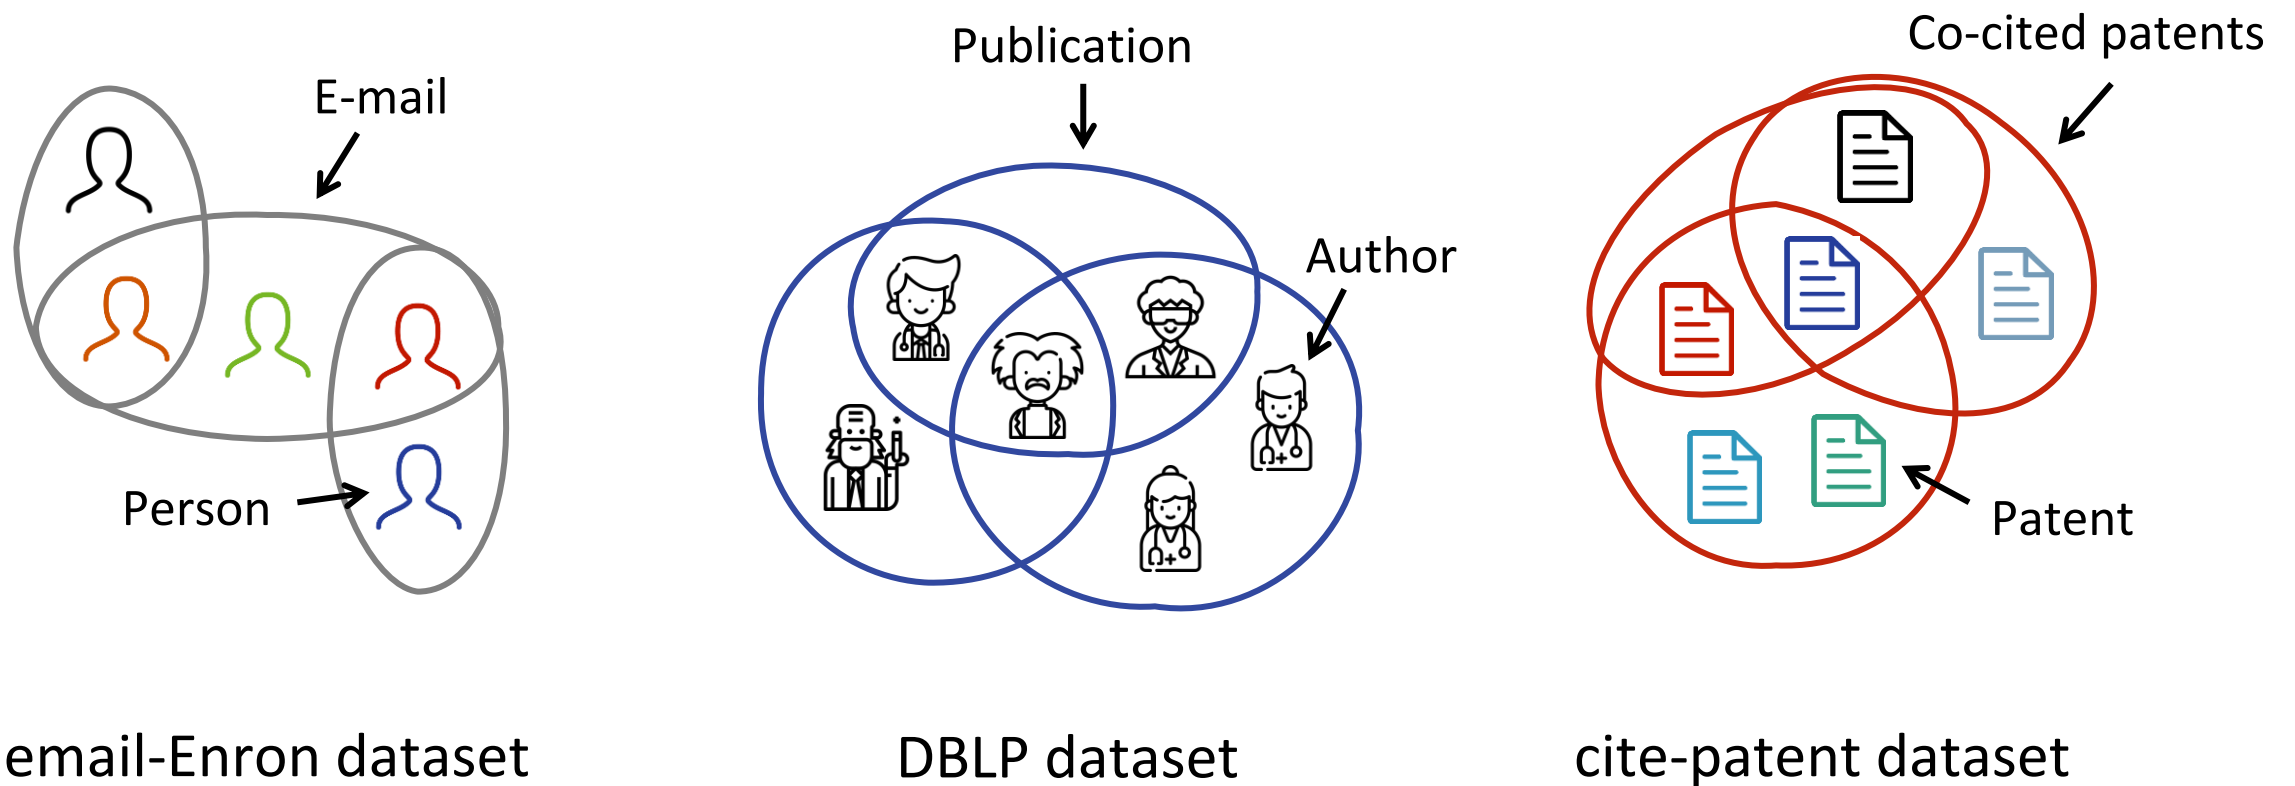 E-mail
Person
email-Enron dataset
Publication
Author
DBLP dataset
Co-cited patents
Patent
cite-patent dataset